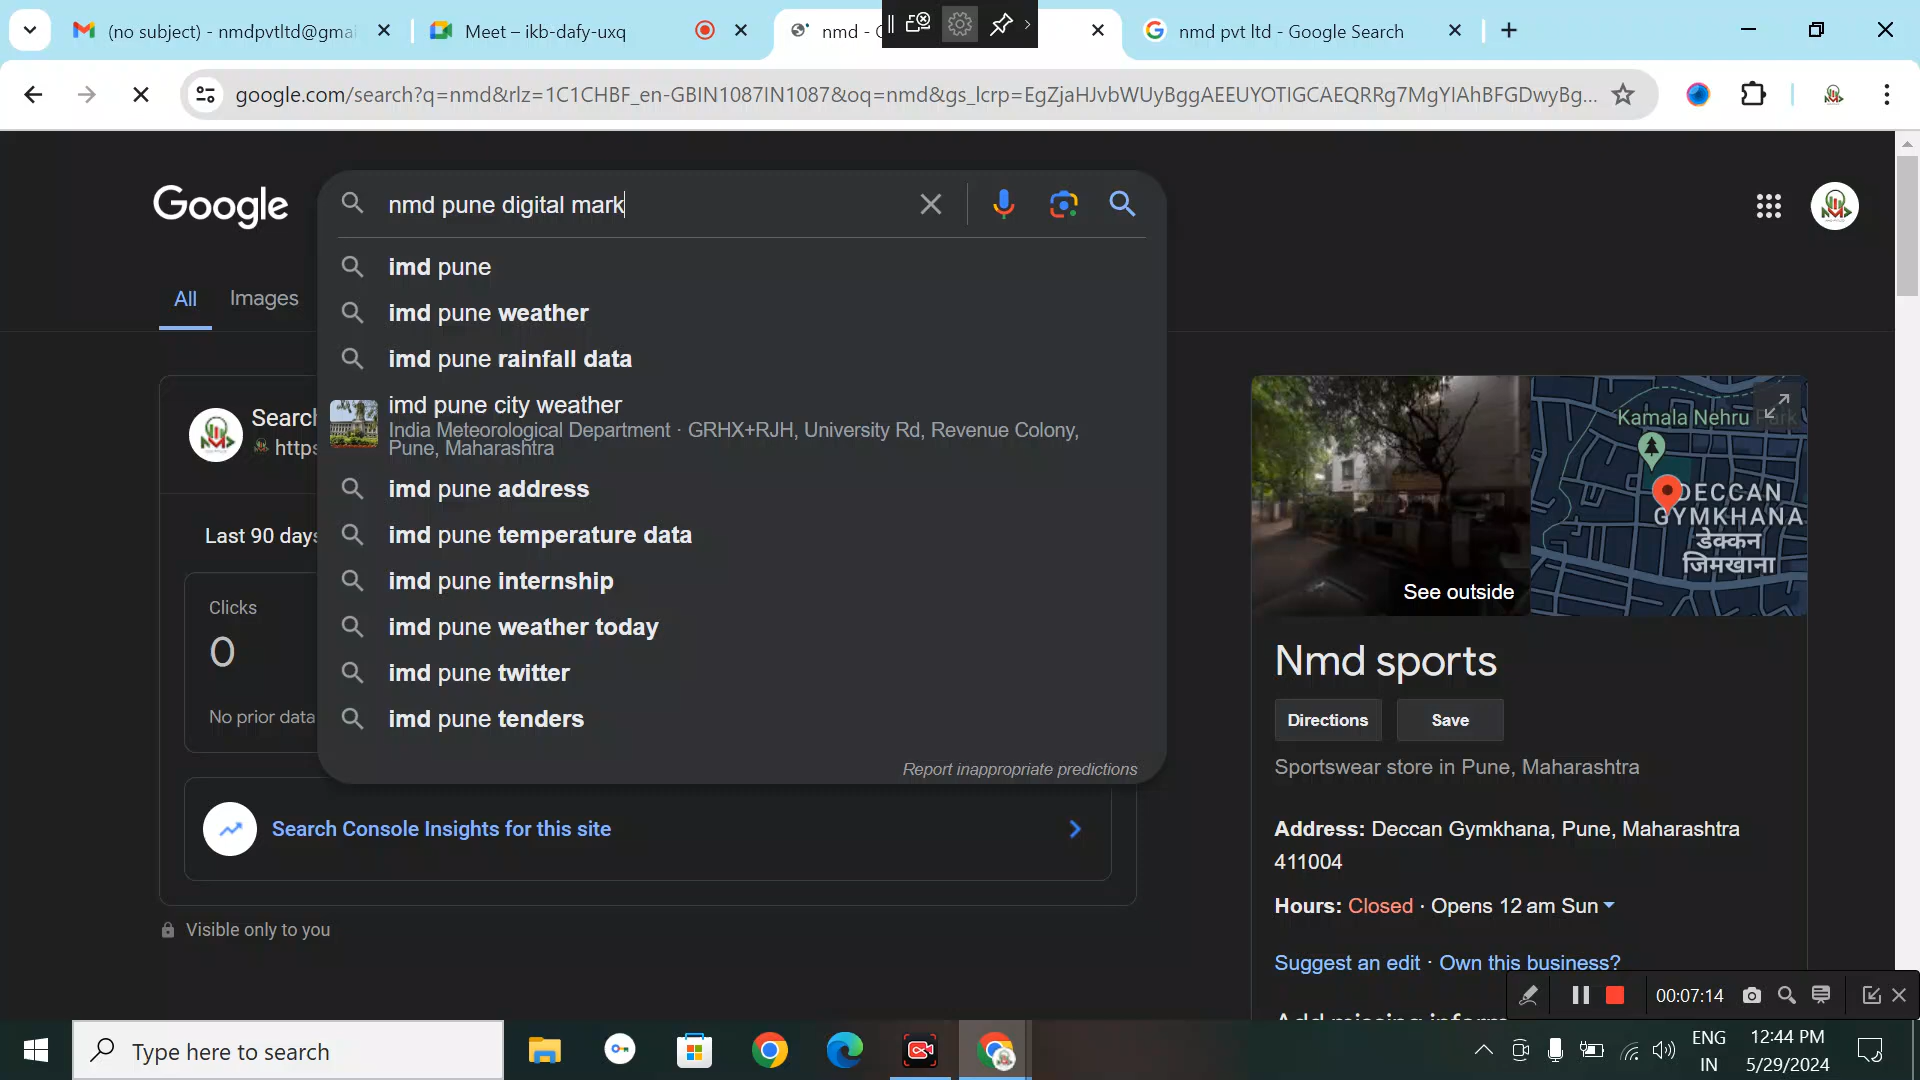 (no subject) - nmdpvtltd@gmai
Meet – ikb-dafy-uxq
nmd - G
nmd pvt ltd - Google Search
google.com/search?q=nmd&rlz=1C1CHBF_en-GBIN1087IN1087&oq=nmd&gs_lcrp=EgZjaHJvbWUyBggAEEUYOTIGCAEQRRg7MgYIAhBFGDwyBg...
Google
nmd pune digital mark
All
Images
imd pune
imd pune weather
imd pune rainfall data
imd pune city weather
India Meteorological Department · GRHX+RJH, University Rd, Revenue Colony,
Pune, Maharashtra
imd pune address
imd pune temperature data
imd pune internship
imd pune weather today
imd pune twitter
imd pune tenders
Report inappropriate predictions
Search
https
Last 90 days
Clicks
0
No prior data
Search Console Insights for this site
Visible only to you
See outside
Kamala Nehru Park
DECCAN
GYMKHANA
डेक्कन
जिमखाना
Nmd sports
Directions
Save
Sportswear store in Pune, Maharashtra
Address: Deccan Gymkhana, Pune, Maharashtra
411004
Hours: Closed · Opens 12 am Sun
Suggest an edit · Own this business?
00:07:14
Type here to search
ENG
IN
12:44 PM
5/29/2024